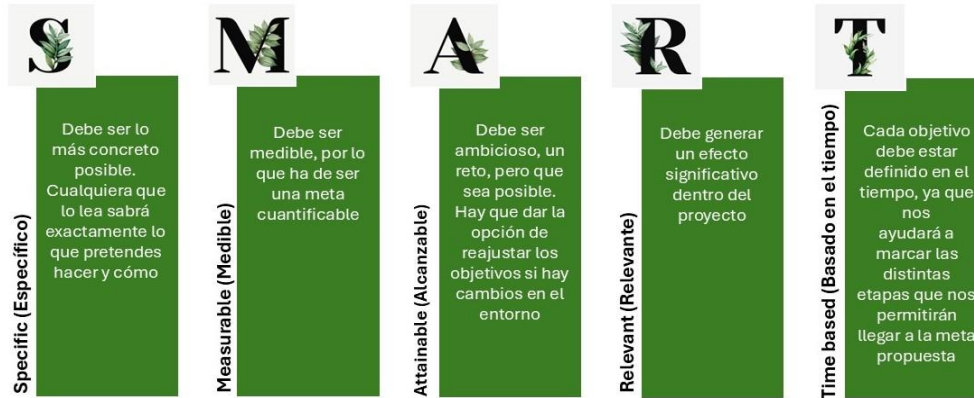 S
Specific (Específico)
Debe ser lo
más concreto
posible.
Cualquiera que
lo lea sabrá
exactamente lo
que pretendes
hacer y cómo
M
Measurable (Medible)
Debe ser
medible, por lo
que ha de ser
una meta
cuantificable
A
Attainable (Alcanzable)
Debe ser
ambicioso, un
reto, pero que
sea posible.
Hay que dar la
opción de
reajustar los
objetivos si hay
cambios en el
entorno
R
Relevant (Relevante)
Debe generar
un efecto
significativo
dentro del
proyecto
T
Time based (Basado en el tiempo)
Cada objetivo
debe estar
definido en el
tiempo, ya que
nos
ayudará a
marcar las
distintas
etapas que nos
permitirán
llegar a la meta
propuesta